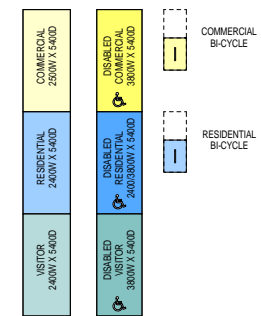 COMMERCIAL
2500W X 5400D
DISABLED
COMMERCIAL
3800W X 5400D
COMMERCIAL
BI-CYCLE
RESIDENTIAL
2400W X 5400D
DISABLED
RESIDENTIAL
2400/3800W X 5400D
RESIDENTIAL
BI-CYCLE
VISITOR
2400W X 5400D
DISABLED
VISITOR
3800W X 5400D